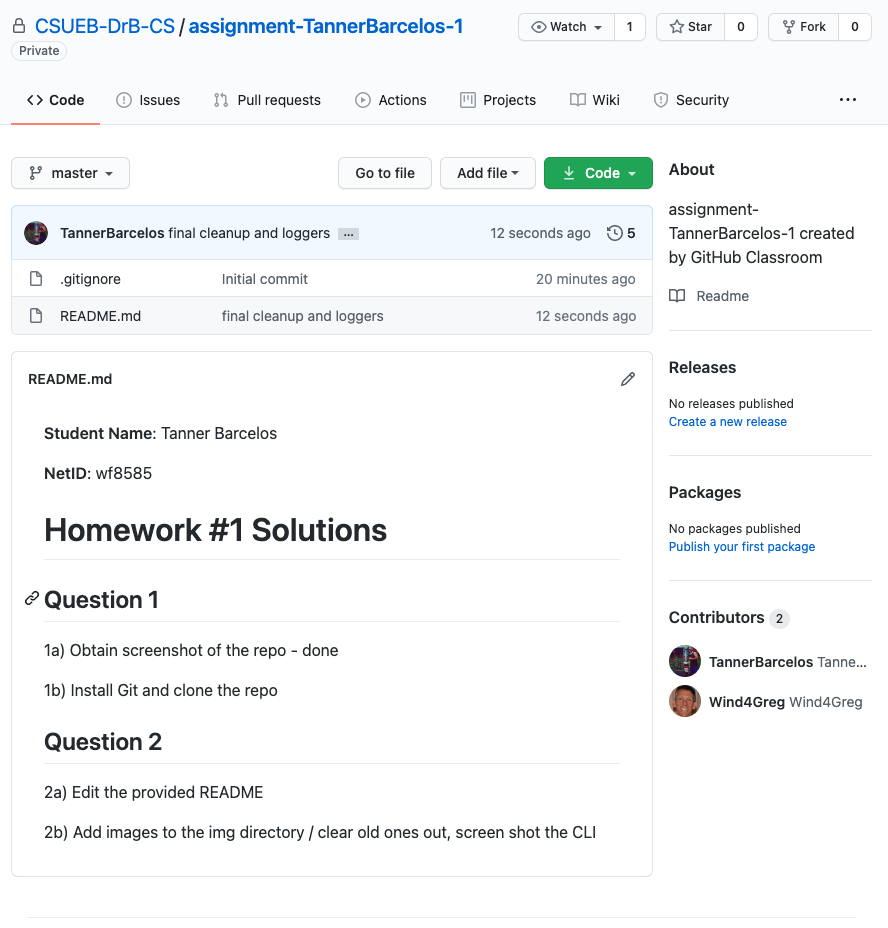 CSUEB-DrB-CS / assignment-TannerBarcelos-1
Private
Watch 1
Star 0
Fork 0
Code
Issues
Pull requests
Actions
Projects
Wiki
Security
...
master
Go to file
Add file
Code
TannerBarcelos final cleanup and loggers ... 12 seconds ago 5
.gitignore Initial commit 20 minutes ago
README.md final cleanup and loggers 12 seconds ago
README.md
Student Name: Tanner Barcelos
NetID: wf8585
Homework #1 Solutions
Question 1
1a) Obtain screenshot of the repo - done
1b) Install Git and clone the repo
Question 2
2a) Edit the provided README
2b) Add images to the img directory / clear old ones out, screen shot the CLI
About
assignment-
TannerBarcelos-1 created
by GitHub Classroom
Readme
Releases
No releases published
Create a new release
Packages
No packages published
Publish your first package
Contributors 2
TannerBarcelos Tanne...
Wind4Greg Wind4Greg